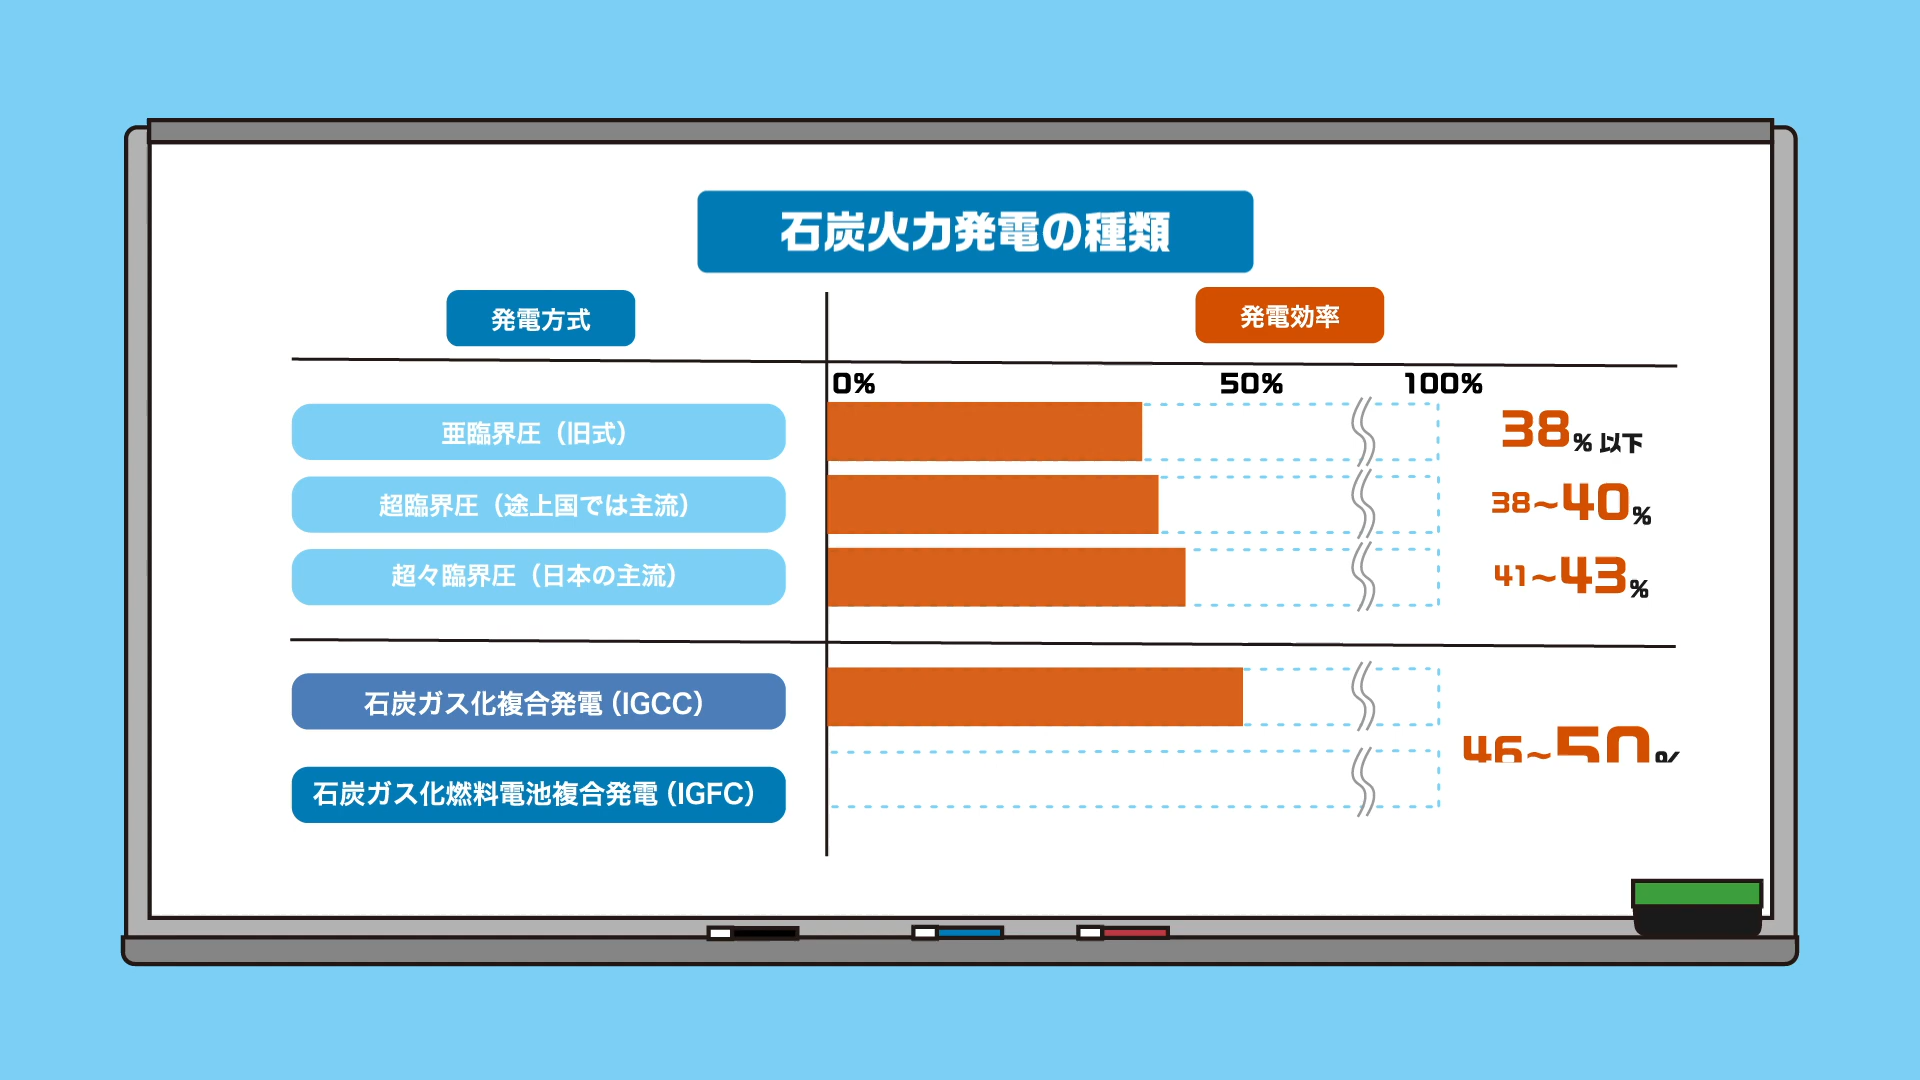 石炭火力発電の種類
発電方式
発電効率
0% 50% 100%
亜臨界圧（旧式）
38% 以下
超臨界圧（途上国では主流）
38～40%
超々臨界圧（日本の主流）
41～43%
石炭ガス化複合発電（IGCC）
46～50%
石炭ガス化燃料電池複合発電（IGFC）